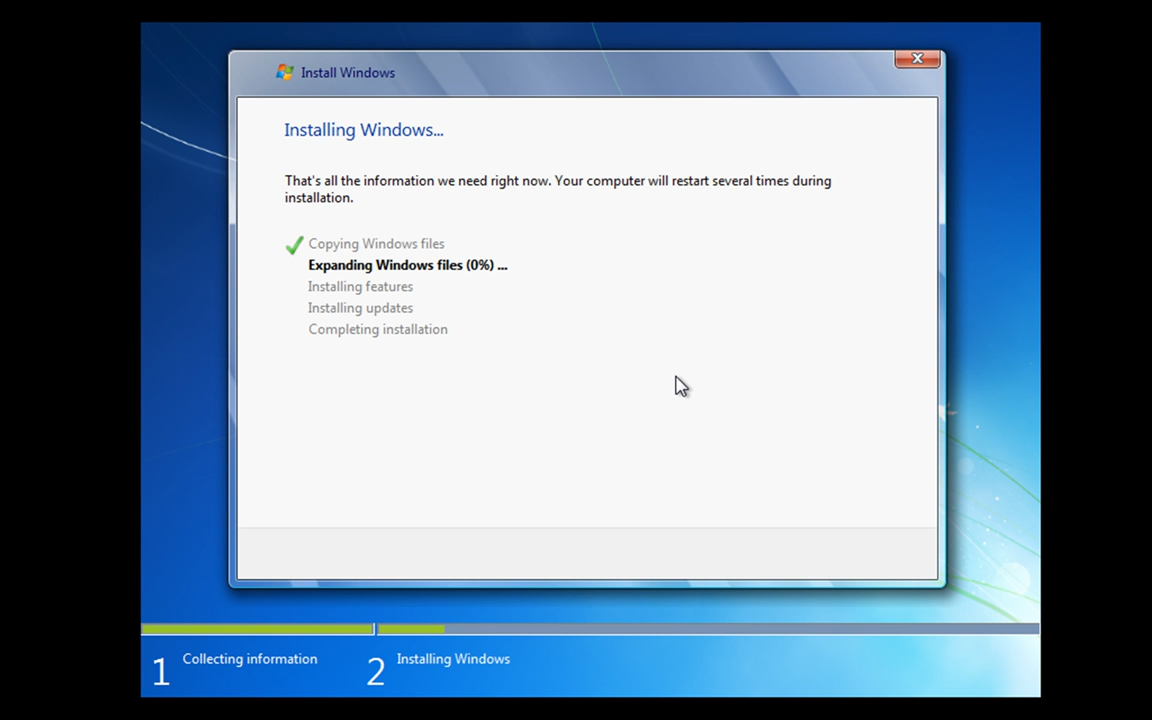 Install Windows
Installing Windows...
That's all the information we need right now. Your computer will restart several times during
installation.
Copying Windows files
Expanding Windows files (0%) ...
Installing features
Installing updates
Completing installation
1 Collecting information
2 Installing Windows